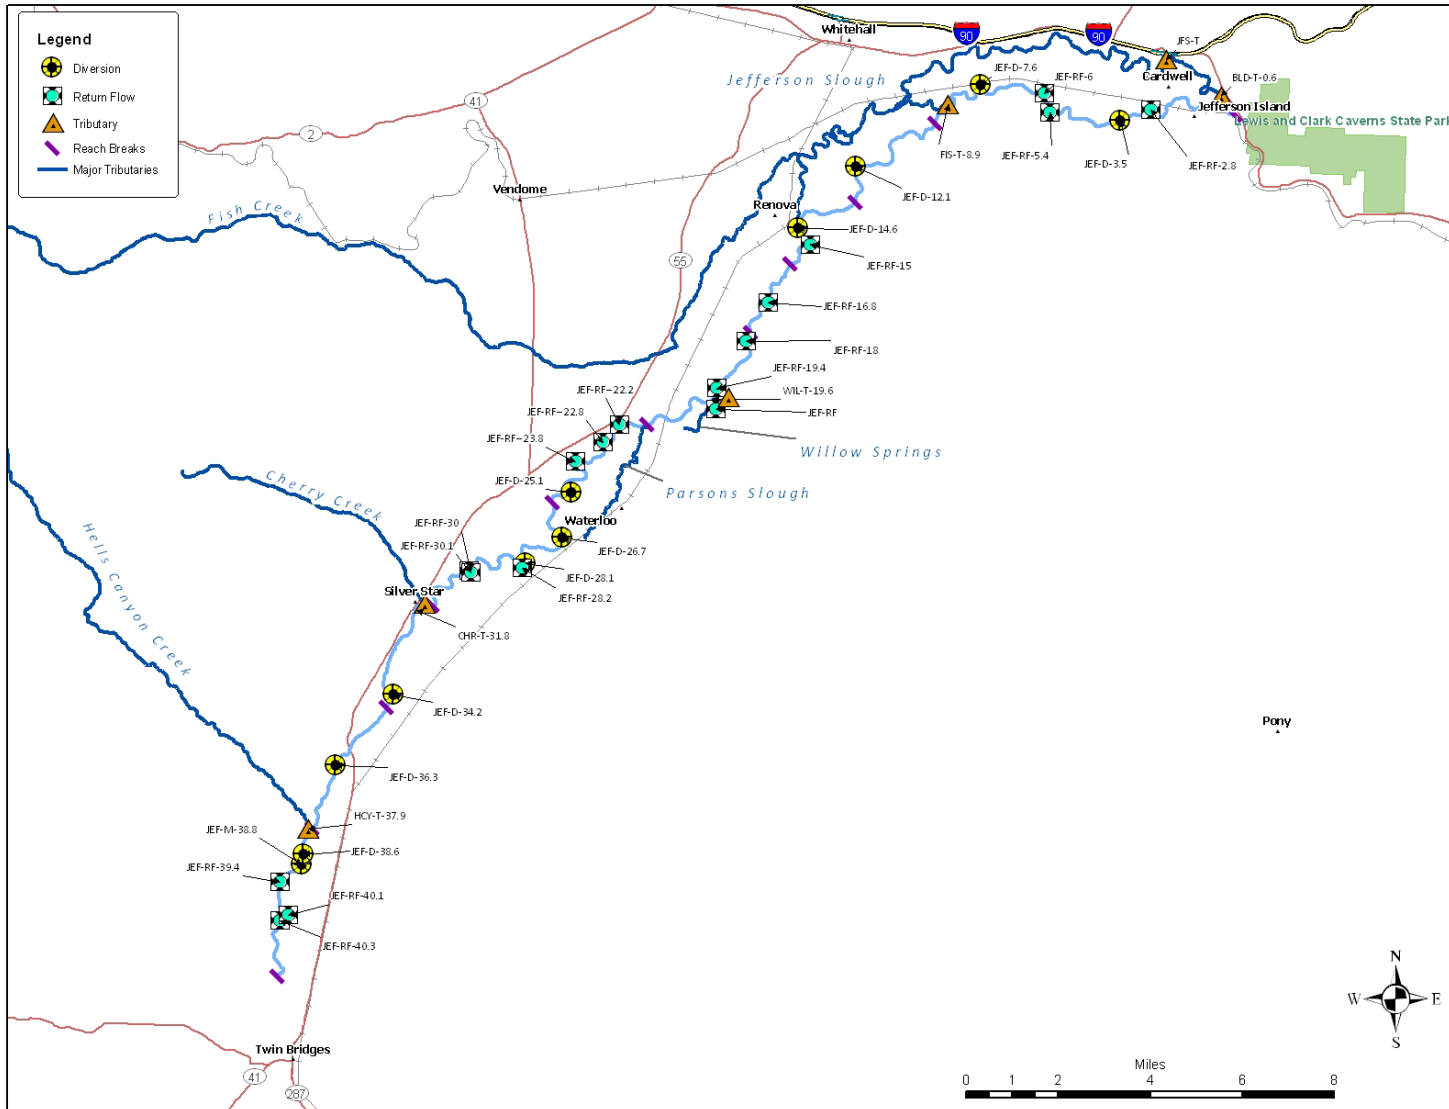 Legend
Diversion
Return Flow
Tributary
Reach Breaks
Major Tributaries
Whitehall
90
90
JFS-T
Cardwell
JEF-D-7.6
JEF-RF-6
BLD-T-0.6
Jefferson Slough
Jefferson Island
Lewis and Clark Caverns State Park
41
2
FIS-T-8.9
JEF-RF-5.4
JEF-D-3.5
JEF-RF-2.8
Vendome
JEF-D-12.1
Renova
Fish Creek
JEF-D-14.6
55
JEF-RF-15
JEF-RF-16.8
JEF-RF-18
JEF-RF-19.4
JEF-RF--22.2
WIL-T-19.6
JEF-RF--22.8
JEF-RF
JEF-RF--23.8
Willow Springs
Cherry Creek
JEF-D-25.1
Parsons Slough
Waterloo
JEF-RF-30
JEF-RF-30.1
JEF-D-26.7
Hells Canyon Creek
JEF-D-28.1
Silver Star
JEF-RF-28.2
CHR-T-31.8
JEF-D-34.2
Pony
JEF-D-36.3
HCY-T-37.9
JEF-M-38.8
JEF-D-38.6
JEF-RF-39.4
JEF-RF-40.1
JEF-RF-40.3
N
W
E
S
Twin Bridges
41
287
Miles
0 1 2 4 6 8